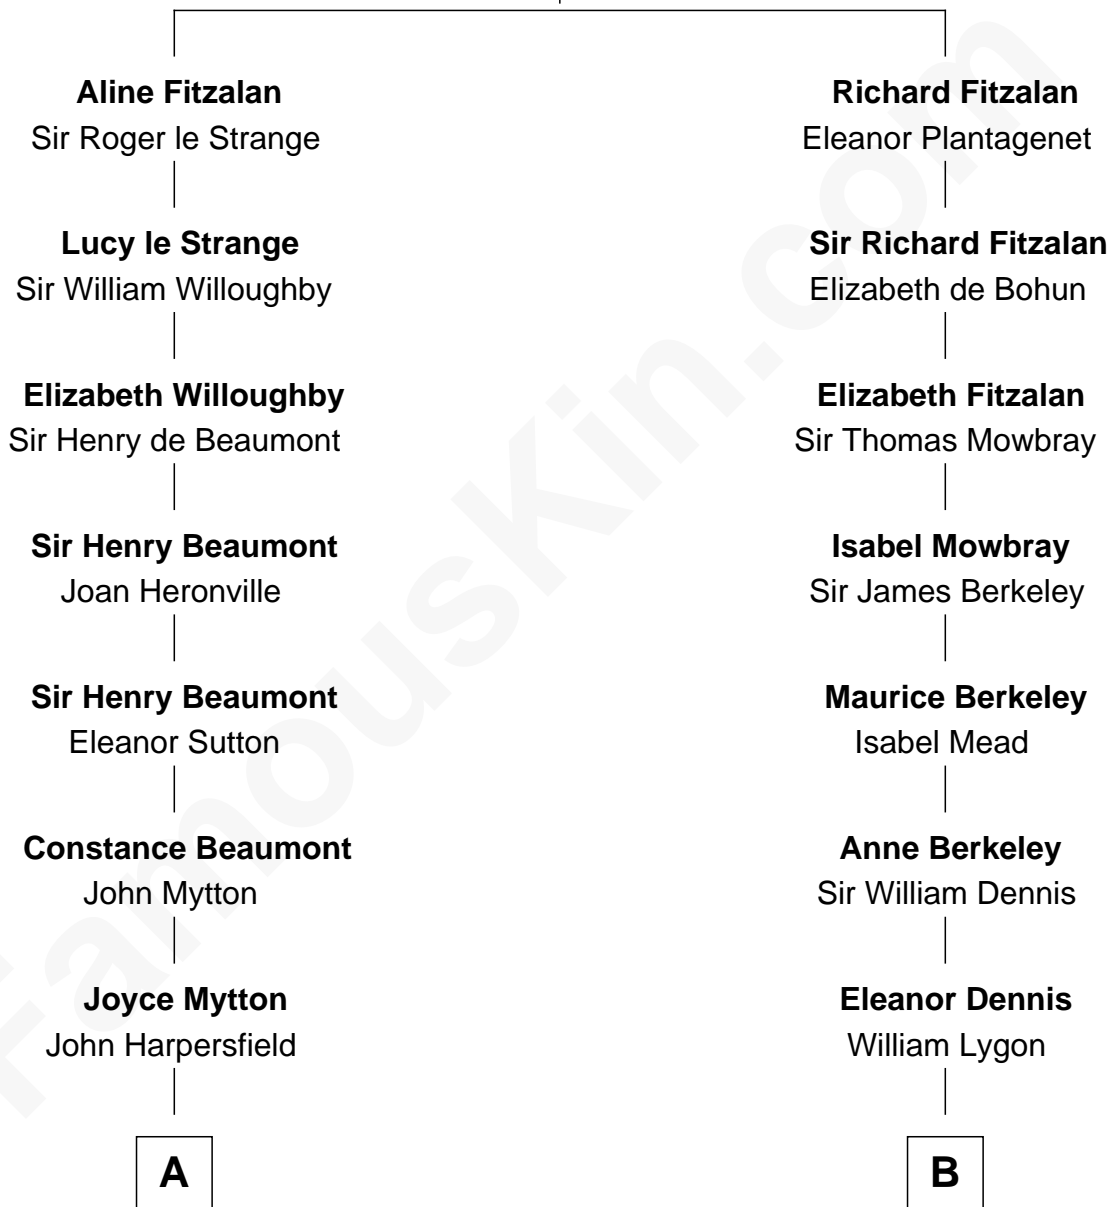 Aline Fitzalan
Sir Roger le Strange
Lucy le Strange
Sir William Willoughby
Elizabeth Willoughby
Sir Henry de Beaumont
Sir Henry Beaumont
Joan Heronville
Sir Henry Beaumont
Eleanor Sutton
Constance Beaumont
John Mytton
Joyce Mytton
John Harpersfield
A
Richard Fitzalan
Eleanor Plantagenet
Sir Richard Fitzalan
Elizabeth de Bohun
Elizabeth Fitzalan
Sir Thomas Mowbray
Isabel Mowbray
Sir James Berkeley
Maurice Berkeley
Isabel Mead
Anne Berkeley
Sir William Dennis
Eleanor Dennis
William Lygon
B
FamousKin.com